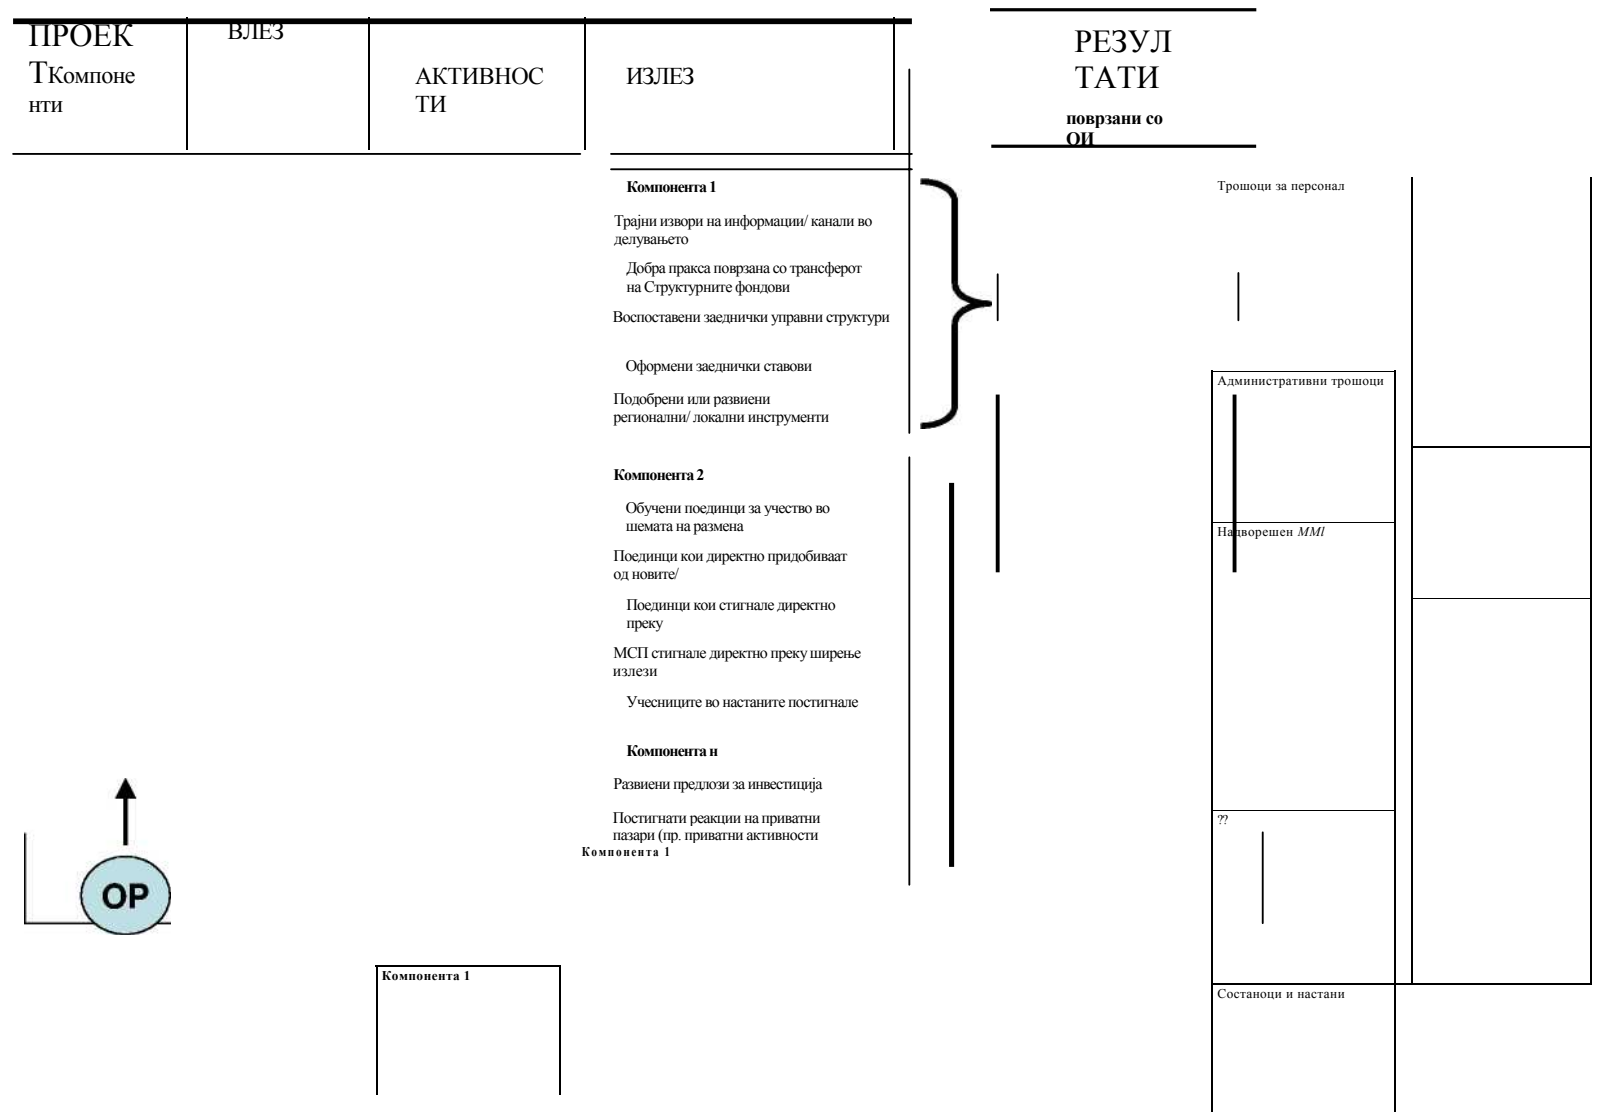 ПРОЕК
ТКомпоне
нти
ВЛЕЗ
АКТИВНОС
ТИ
ИЗЛЕЗ
РЕЗУЛ
ТАТИ
поврзани со
ОИ
Компонента 1
Трајни извори на информации/ канали во
делувањето
Добра пракса поврзана со трансферот
на Структурните фондови
Воспоставени заеднички управни структури
Оформени заеднички ставови
Подобрени или развиени
регионални/ локални инструменти
Компонента 2
Обучени поединци за учество во
шемата на размена
Поединци кои директно придобиваат
од новите/
Поединци кои стигнале директно
преку
МСП стигнале директно преку ширење
излези
Учесниците во настаните постигнале
Компонента н
Развиени предлози за инвестиција
Постигнати реакции на приватни
пазари (пр. приватни активности
Компонента 1
Трошоци за персонал
Административни трошоци
Надворешен MMl
??
Состаноци и настани
OP
Компонента 1